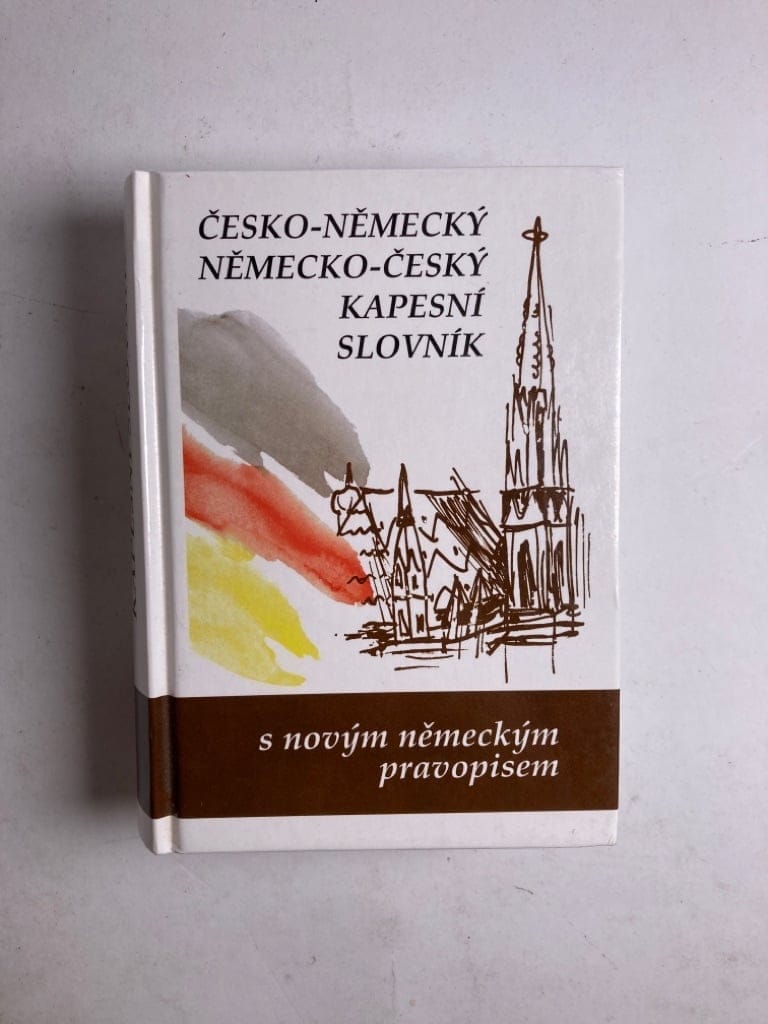 ČESKO-NĚMECKÝ
NĚMECKO-ČESKÝ
KAPESNÍ
SLOVNÍK
s novým německým
pravopisem